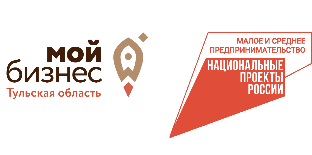 мой
бизнес
Тульская область
МАЛОЕ И СРЕДНЕЕ
ПРЕДПРИНИМАТЕЛЬСТВО
НАЦИОНАЛЬНЫЕ
ПРОЕКТЫ
РОССИИ